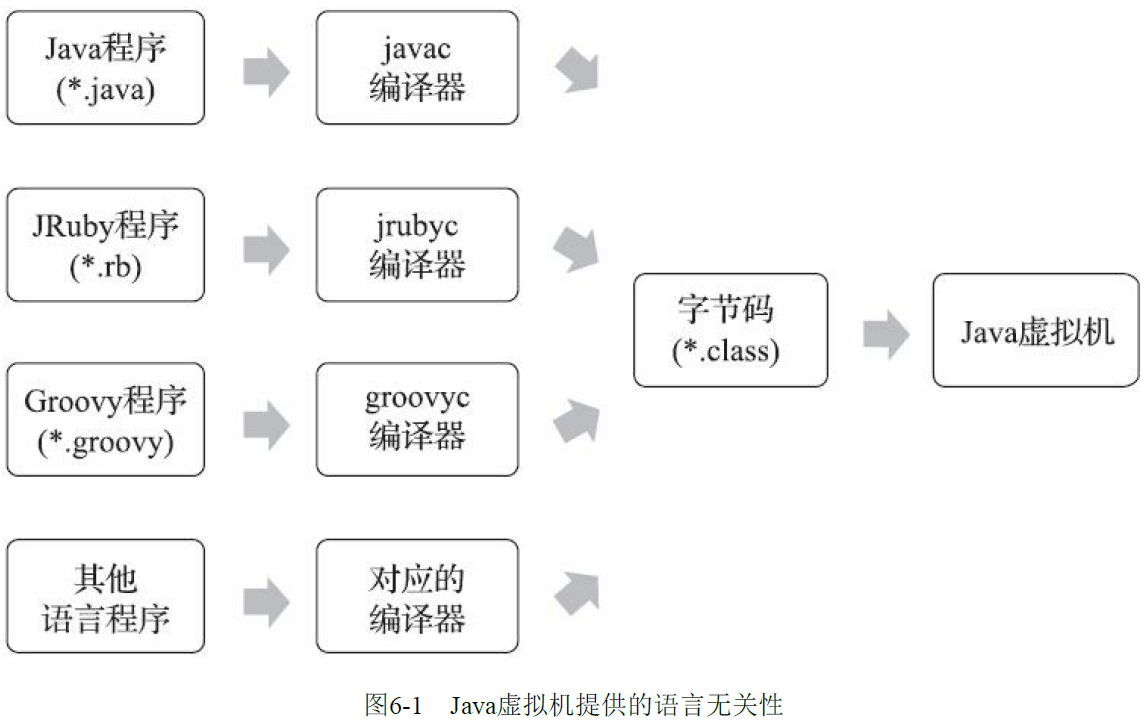 Java程序
(*.java)
javac
编译器
JRuby程序
(*.rb)
jrubyc
编译器
字节码
(*.class)
Java虚拟机
Groovy程序
(*.groovy)
groovyc
编译器
其他
语言程序
对应的
编译器
图6-1 Java虚拟机提供的语言无关性